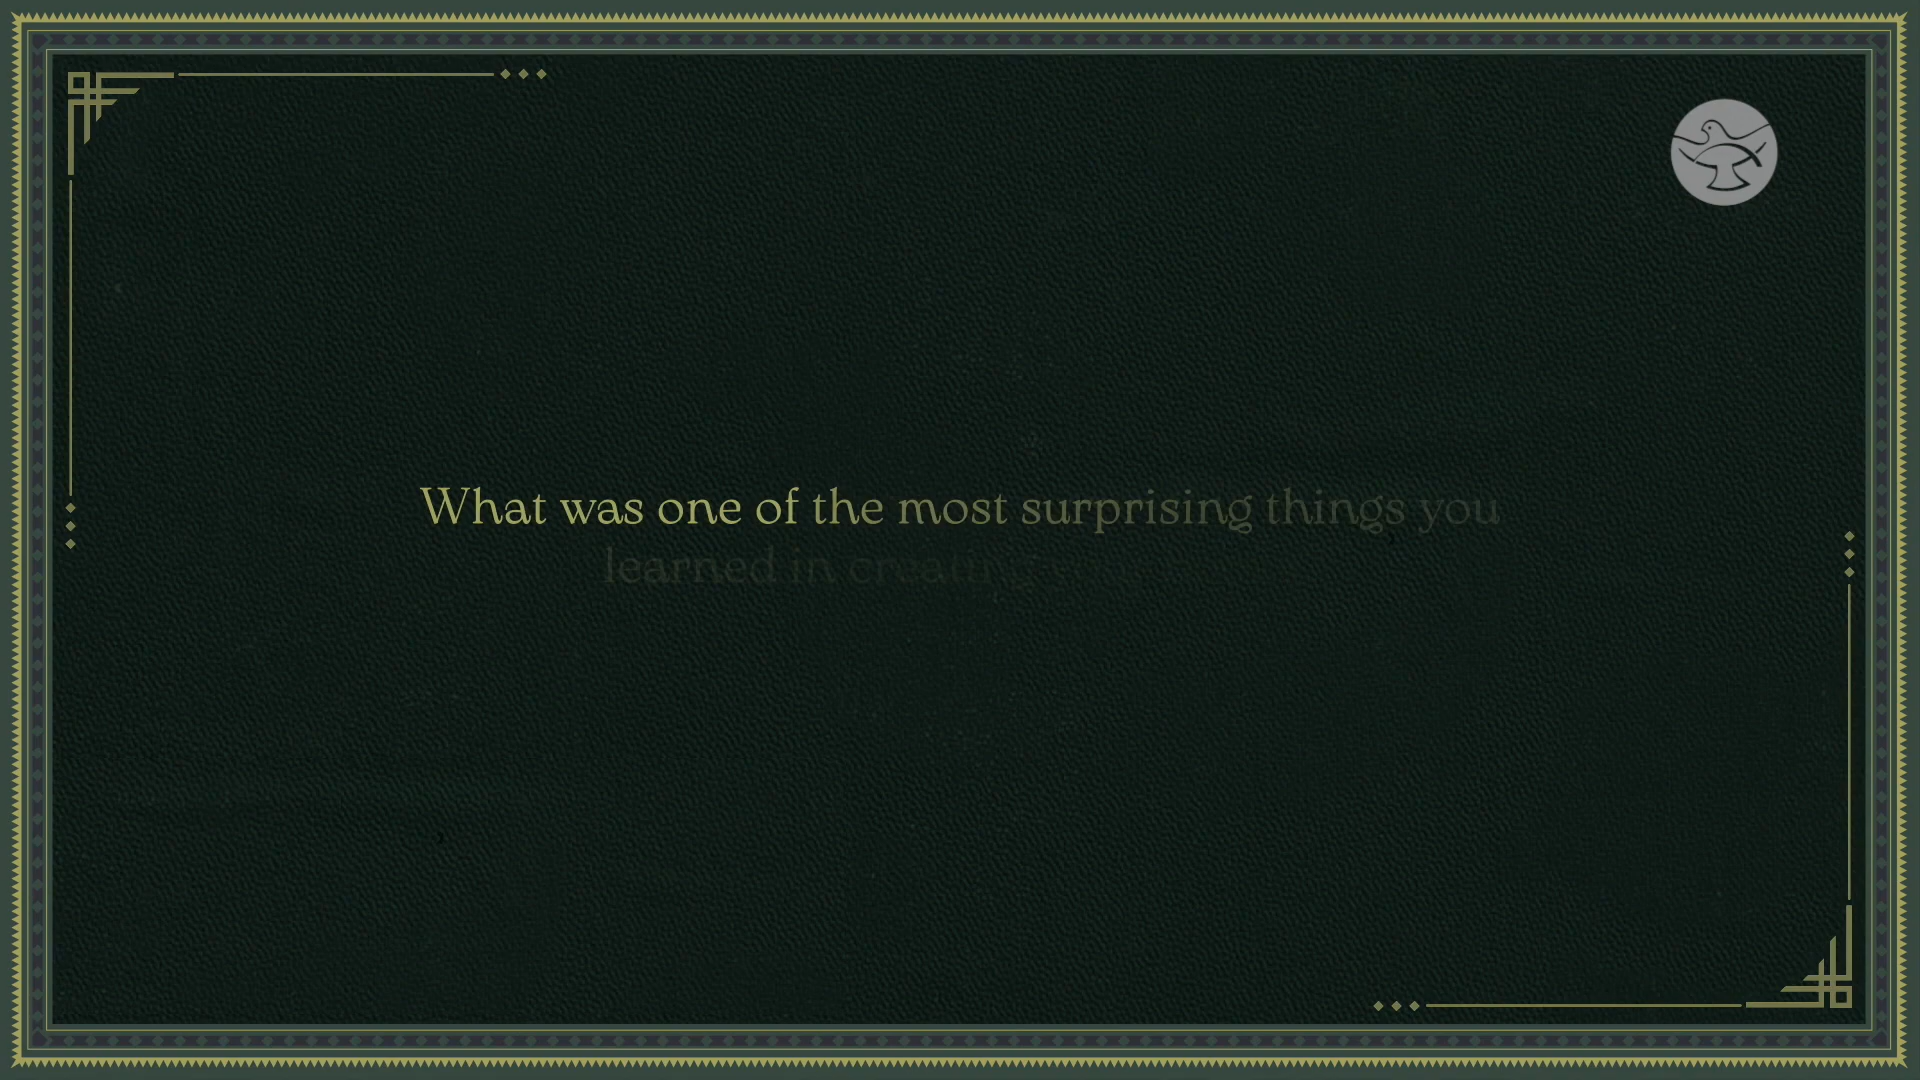 What was one of the most surprising things you
learned in creating